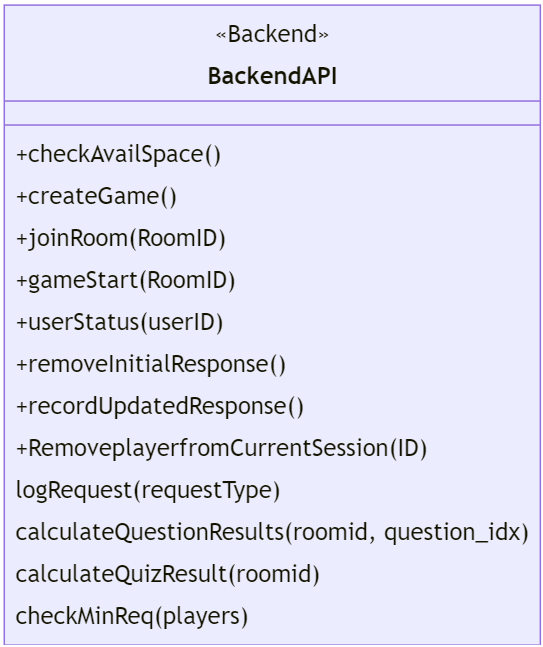 «Backend»
BackendAPI
+checkAvailSpace()
+createGame()
+joinRoom(RoomID)
+gameStart(RoomID)
+userStatus(userID)
+removeInitialResponse()
+recordUpdatedResponse()
+RemoveplayerfromCurrentSession(ID)
logRequest(requestType)
calculateQuestionResults(roomid, question_idx)
calculateQuizResult(roomid)
checkMinReq(players)